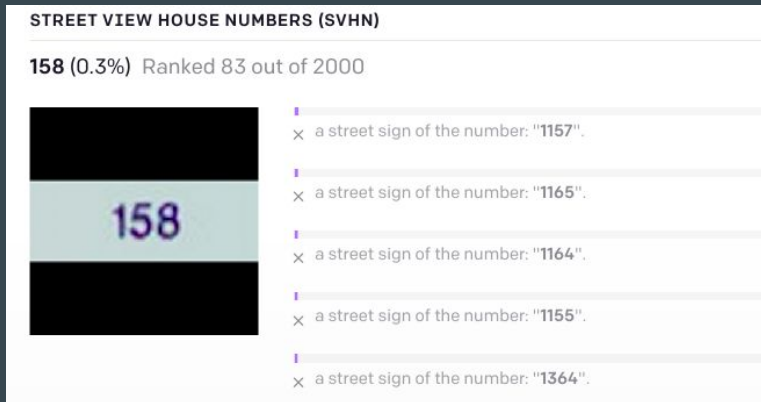 STREET VIEW HOUSE NUMBERS (SVHN)
158 (0.3%) Ranked 83 out of 2000
158
× a street sign of the number: "1157".
× a street sign of the number: "1165".
× a street sign of the number: "1164".
× a street sign of the number: "1155".
× a street sign of the number: "1364".